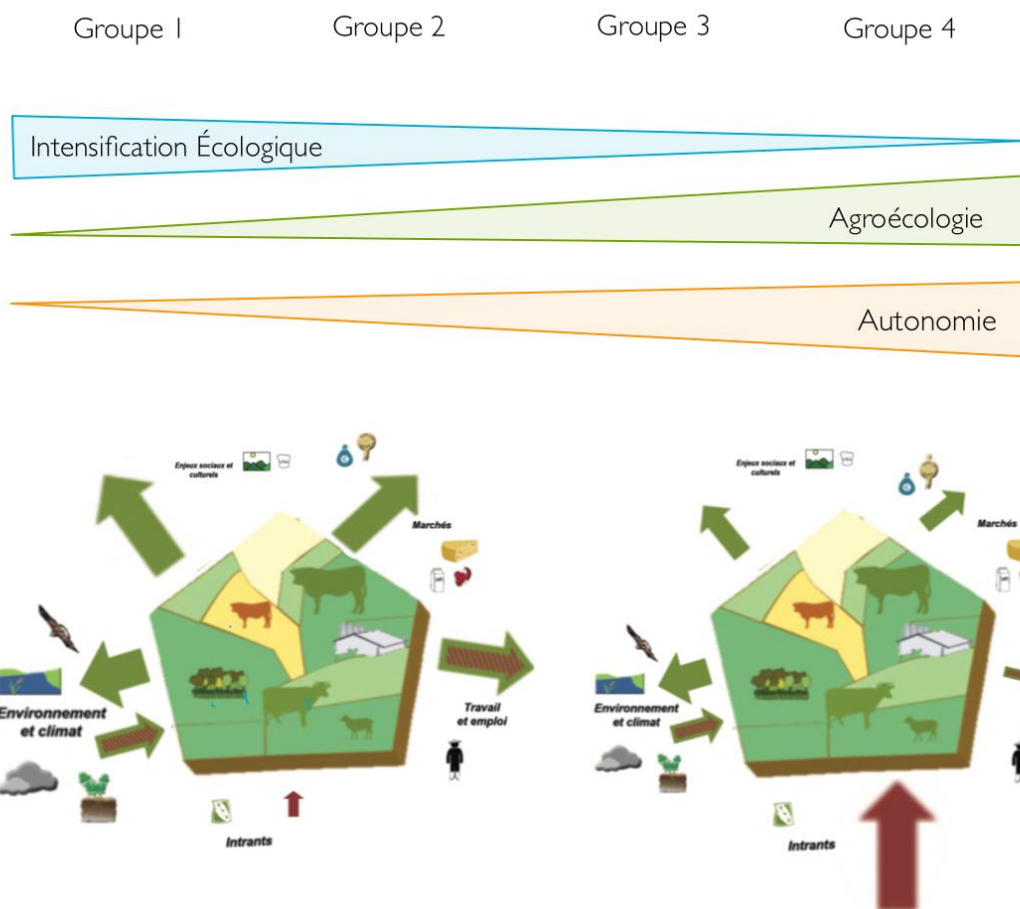 Groupe 1
Groupe 2
Groupe 3
Groupe 4
Intensification Écologique
Agroécologie
Autonomie
Enjeux sociaux et
culturels
Marchés
Environnement
et climat
Travail
et emploi
Intrants
Enjeux sociaux et
culturels
Marchés
Environnement
et climat
Intrants